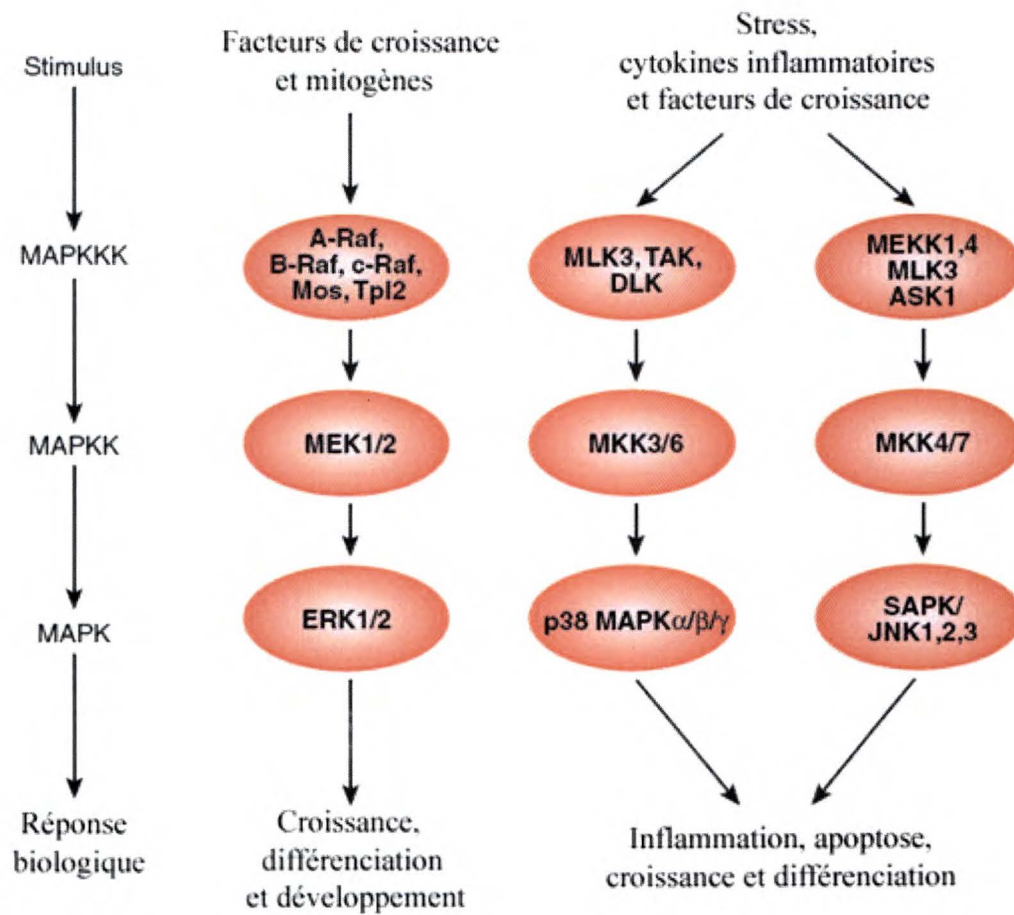 Stimulus
MAPKKK
MAPKK
MAPK
Réponse
biologique
Facteurs de croissance
et mitogènes
A-Raf,
B-Raf, c-Raf,
Mos, Tpl2
MEK1/2
ERK1/2
Croissance,
différenciation
et développement
Stress,
cytokines inflammatoires
et facteurs de croissance
MLK3, TAK,
DLK
MKK3/6
p38 MAPKα/β/γ
MEKK1,4
MLK3
ASK1
MKK4/7
SAPK/
JNK1,2,3
Inflammation, apoptose,
croissance et différenciation